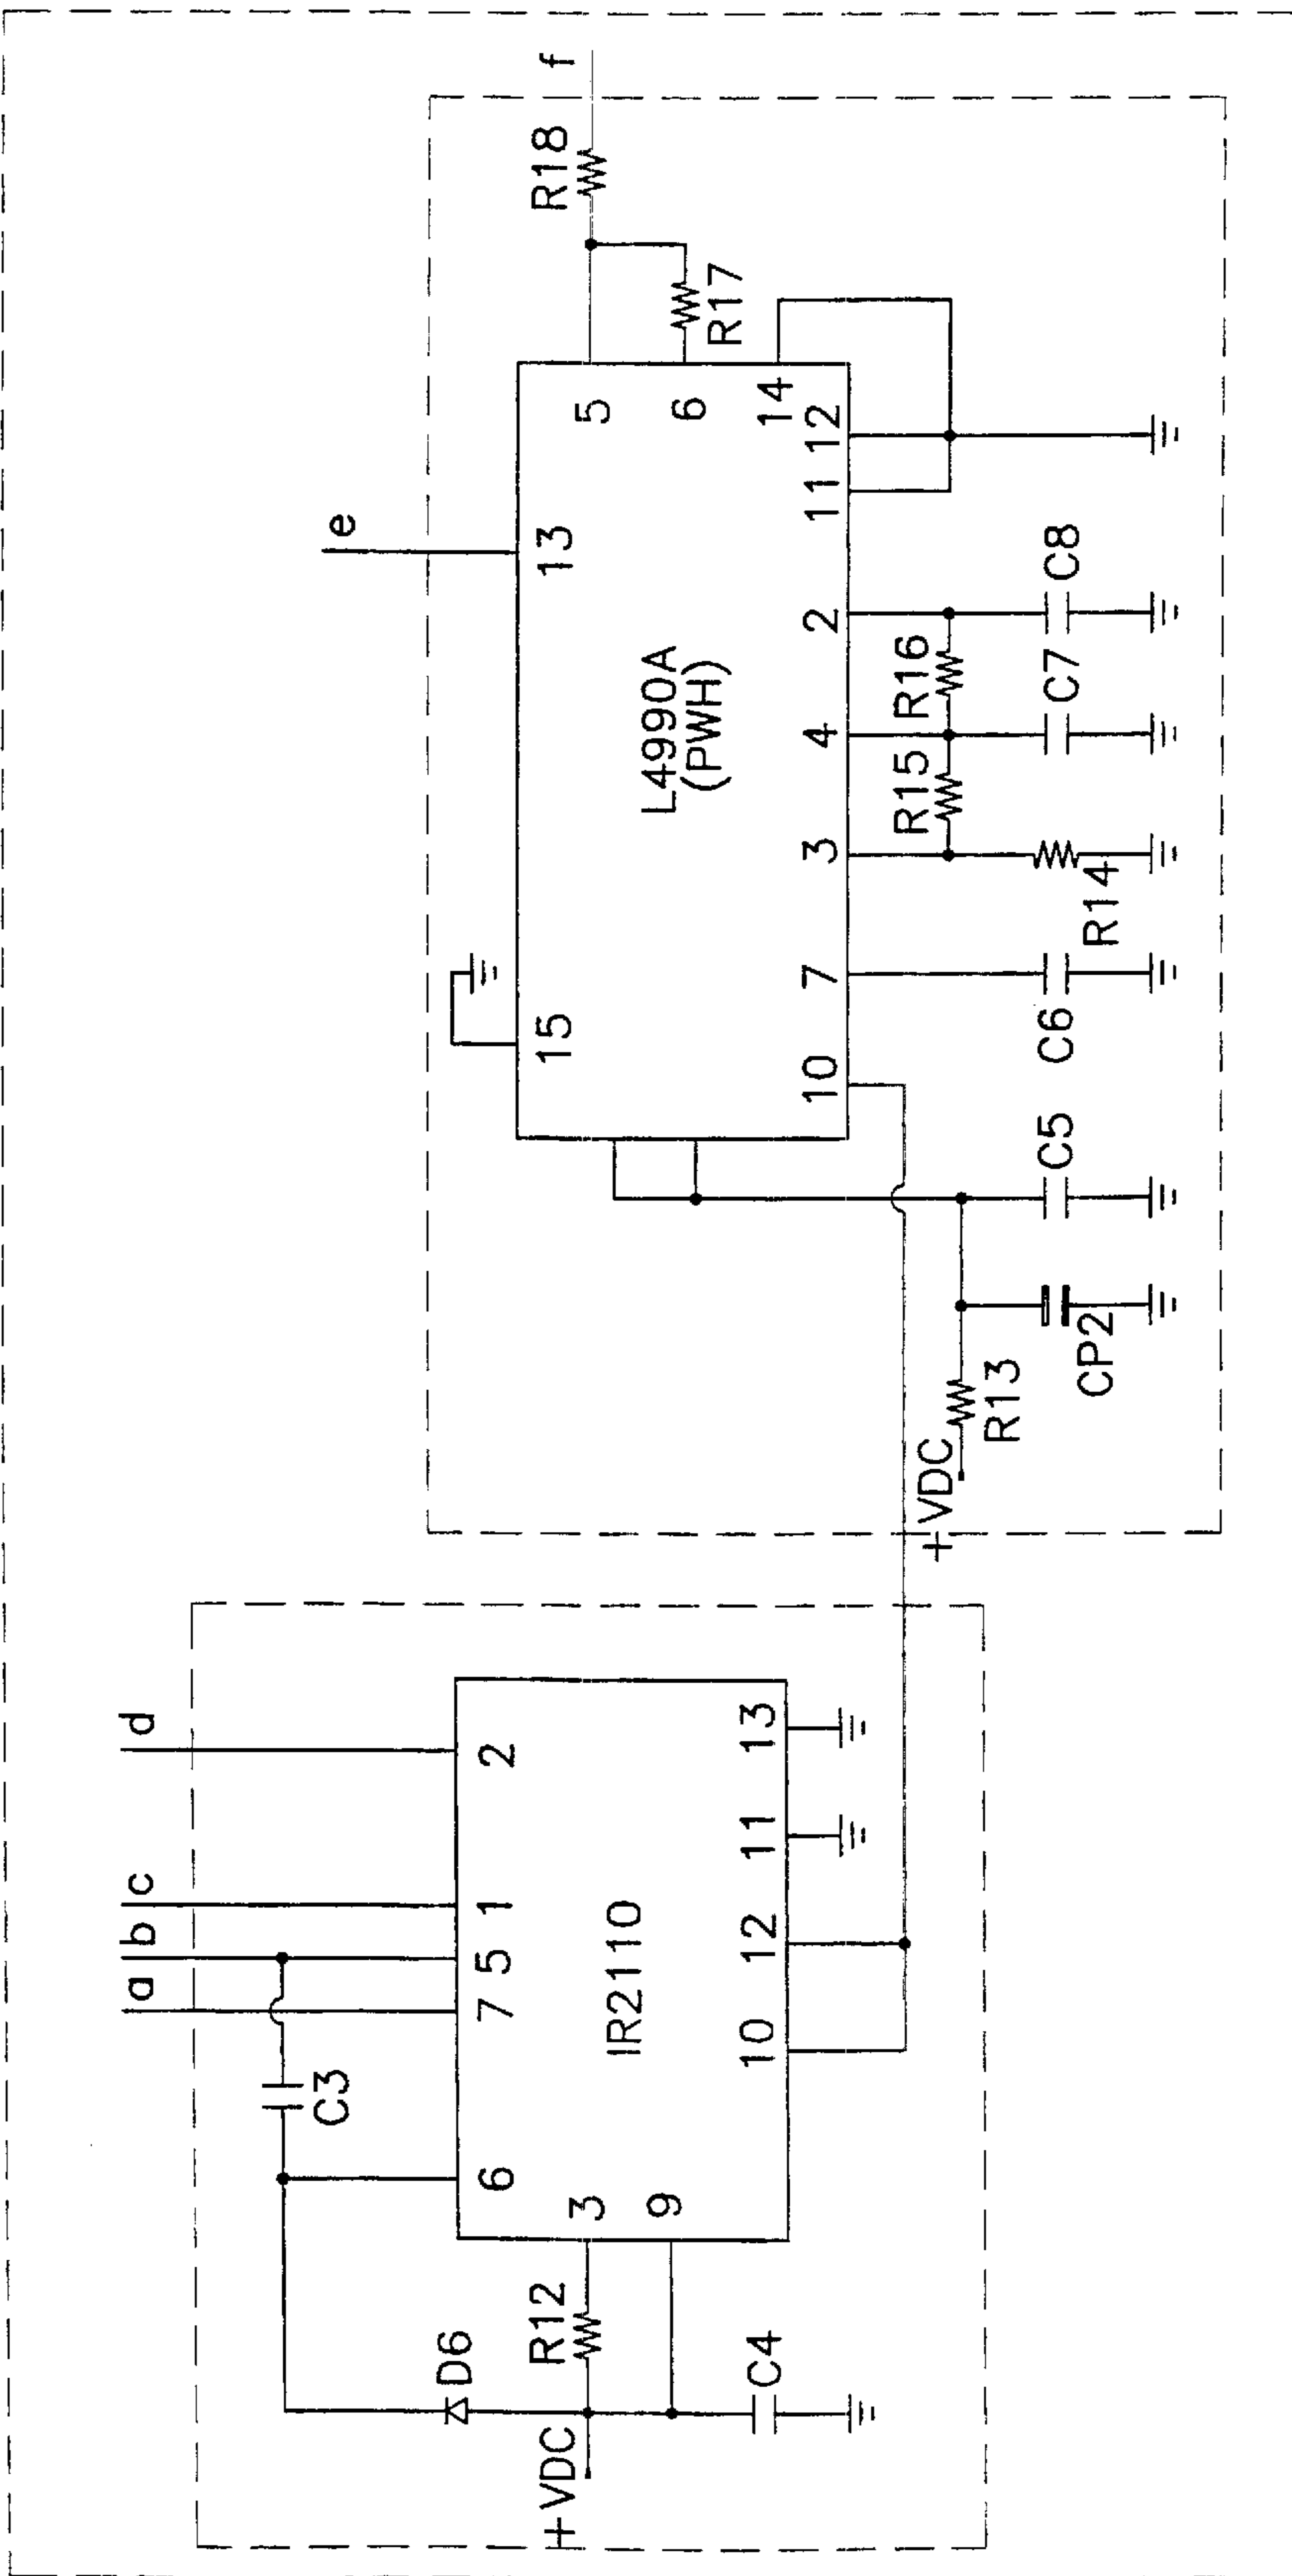 a
b
c
d
C3
D6
6
7
5
1
2
3
9
+VDC
R12
C4
IR2110
10
12
11
13
e
f
15
13
L4990A
(PWH)
5
6
14
R18
R17
10
7
3
4
2
11
12
R15
R16
+VDC
R13
CP2
C5
C6
R14
C7
C8